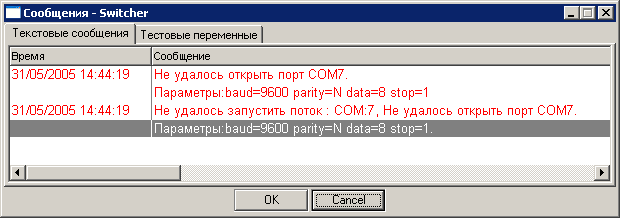 Сообщения - Switcher
Текстовые сообщения Тестовые переменные
Время Сообщение
31/05/2005 14:44:19 Не удалось открыть порт COM7.
Параметры:baud=9600 parity=N data=8 stop=1
31/05/2005 14:44:19 Не удалось запустить поток : COM:7, Не удалось открыть порт COM7.
Параметры:baud=9600 parity=N data=8 stop=1.
OK Cancel